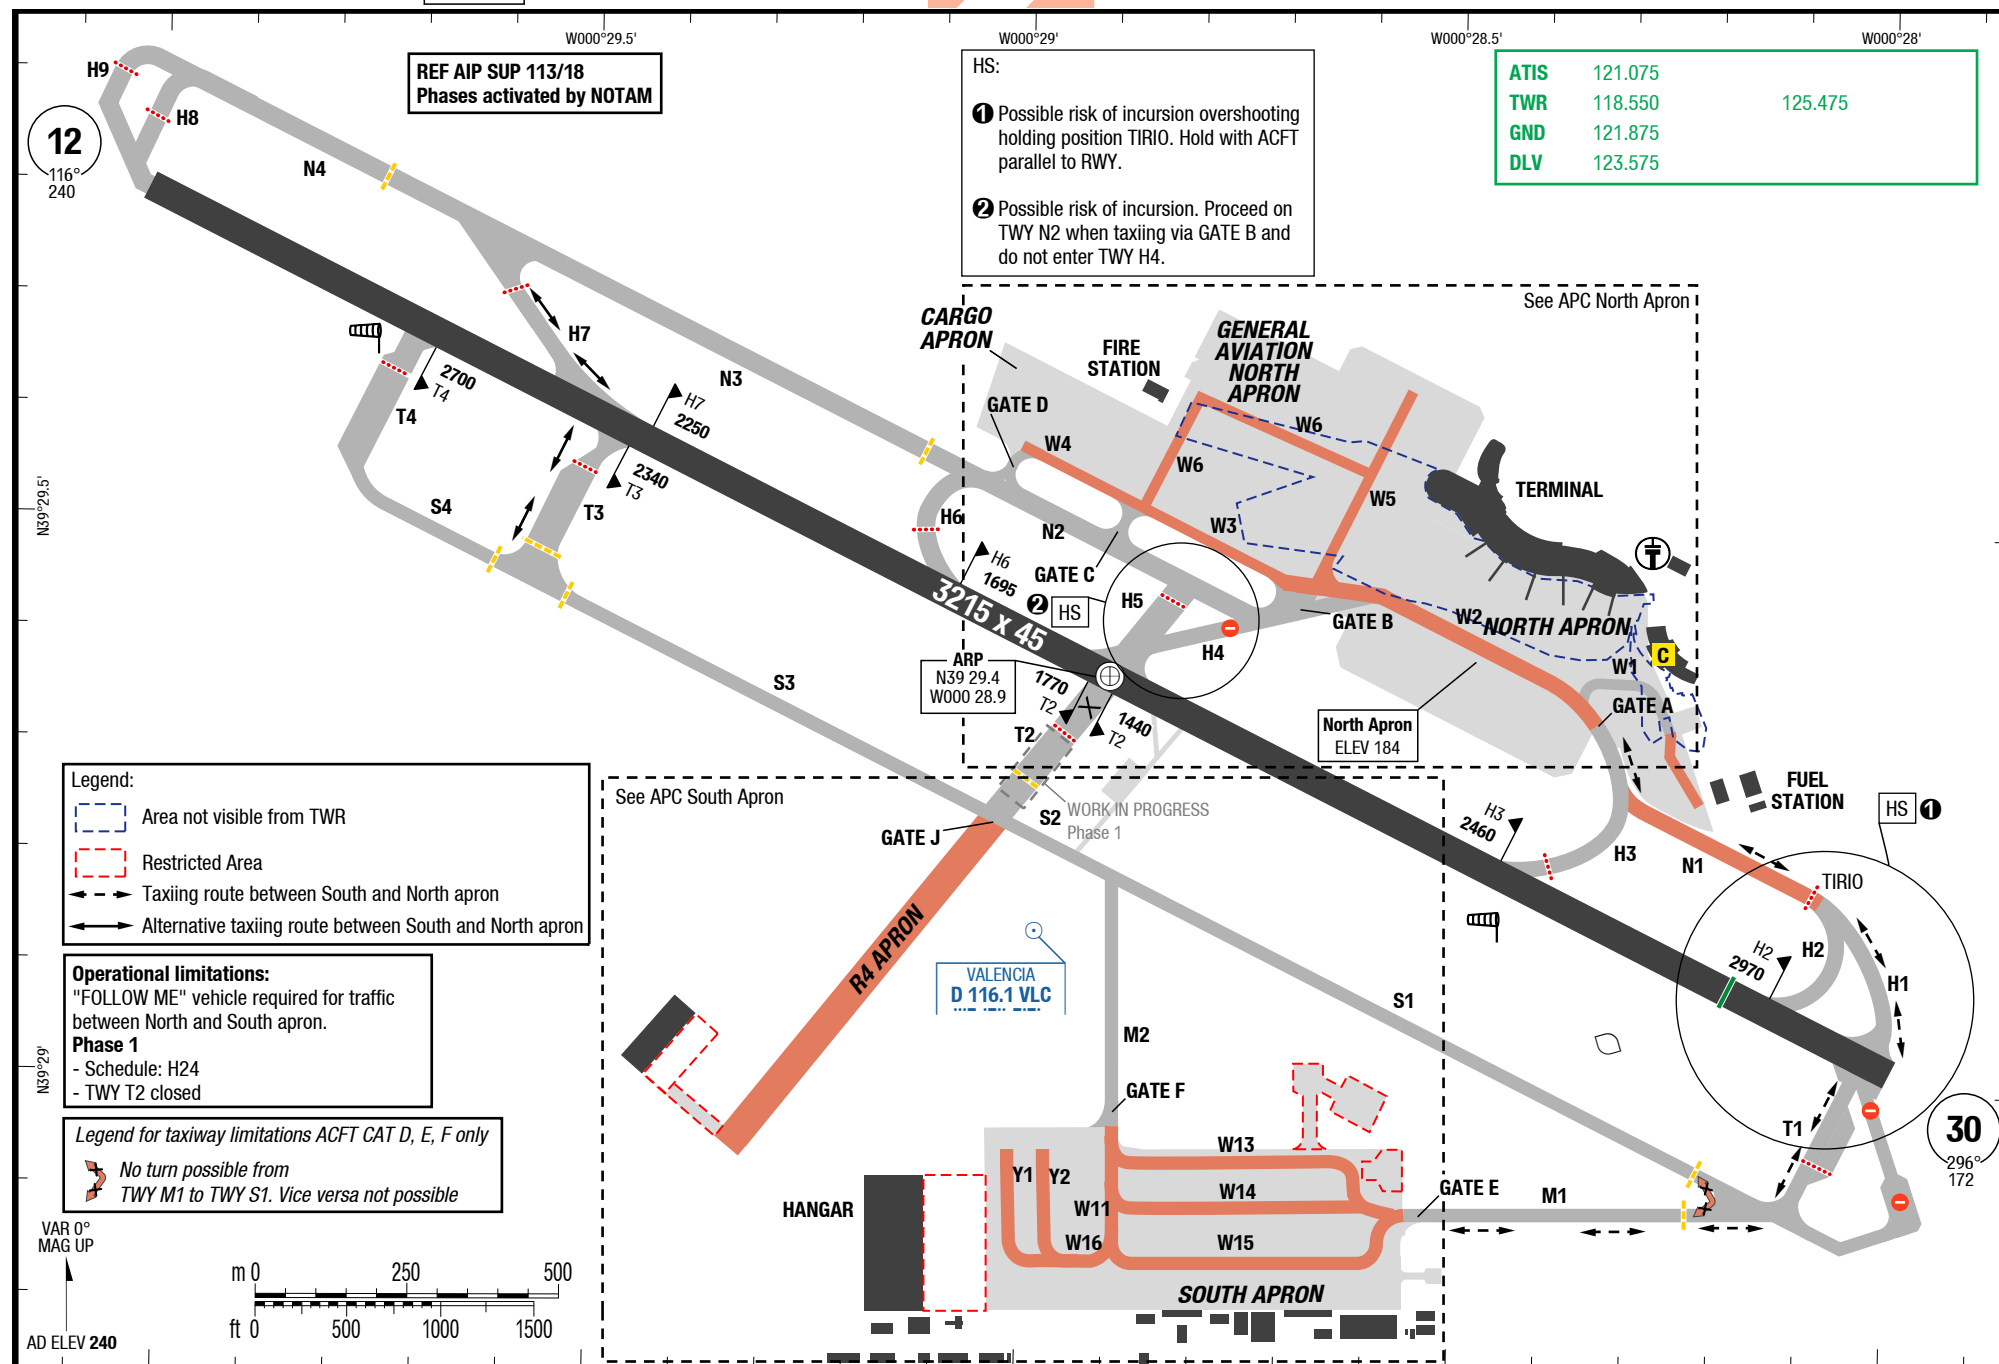 W000°29.5'
W000°29'
W000°28.5'
W000°28'
REF AIP SUP 113/18
Phases activated by NOTAM
HS:
1 Possible risk of incursion overshooting
holding position TIRIO. Hold with ACFT
parallel to RWY.
2 Possible risk of incursion. Proceed on
TWY N2 when taxiing via GATE B and
do not enter TWY H4.
ATIS 121.075
TWR 118.550 125.475
GND 121.875
DLV 123.575
H9
H8
12
116°
240
N4
See APC North Apron
CARGO
APRON
FIRE
STATION
GENERAL
AVIATION
NORTH
APRON
H7
N3
2700
T4
T4
H7
2250
GATE D
W4
W6
W6
W5
TERMINAL
N39°29.5'
S4
T3
2340
T3
H6
N2
W3
H6
1695
GATE C
3215 x 45
2 HS
H5
GATE B
W2
NORTH APRON
H4
C
W1
ARP
N39 29.4
W000 28.9
S3
1770
T2
1440
T2
T2
GATE A
North Apron
ELEV 184
Legend:
Area not visible from TWR
Restricted Area
Taxiing route between South and North apron
Alternative taxiing route between South and North apron
See APC South Apron
WORK IN PROGRESS
Phase 1
S2
GATE J
FUEL
STATION
HS 1
H3
2460
H3
N1
TIRIO
R4 APRON
VALENCIA
D 116.1 VLC
H2
2970
H2
H1
S1
Operational limitations:
"FOLLOW ME" vehicle required for traffic
between North and South apron.
Phase 1
- Schedule: H24
- TWY T2 closed
N39°29'
M2
GATE F
T1
30
296°
172
Legend for taxiway limitations ACFT CAT D, E, F only
No turn possible from
TWY M1 to TWY S1. Vice versa not possible
W13
Y1
Y2
W14
GATE E
M1
HANGAR
W11
W16
W15
SOUTH APRON
VAR 0°
MAG UP
m 0 250 500
ft 0 500 1000 1500
AD ELEV 240